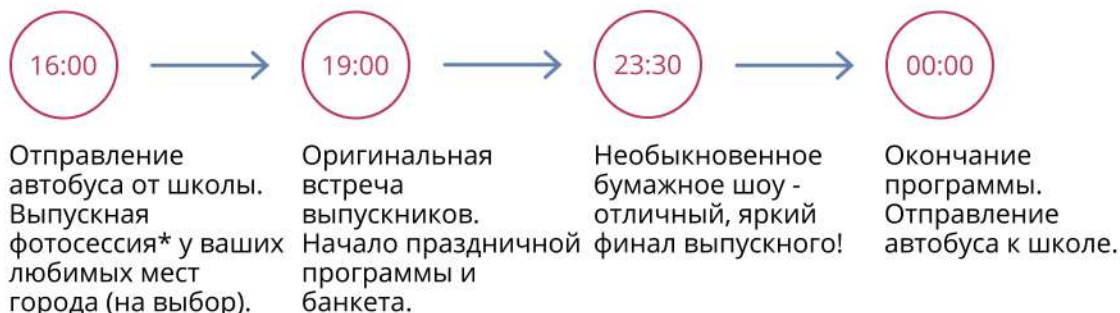 16:00
19:00
23:30
00:00
Отправление
автобуса от школы.
Выпускная
фотосессия* у ваших
любимых мест
города (на выбор).
Оригинальная
встреча
выпускников.
Начало праздничной
программы и
банкета.
Необыкновенное
бумажное шоу -
отличный, яркий
финал выпускного!
Окончание
программы.
Отправление
автобуса к школе.